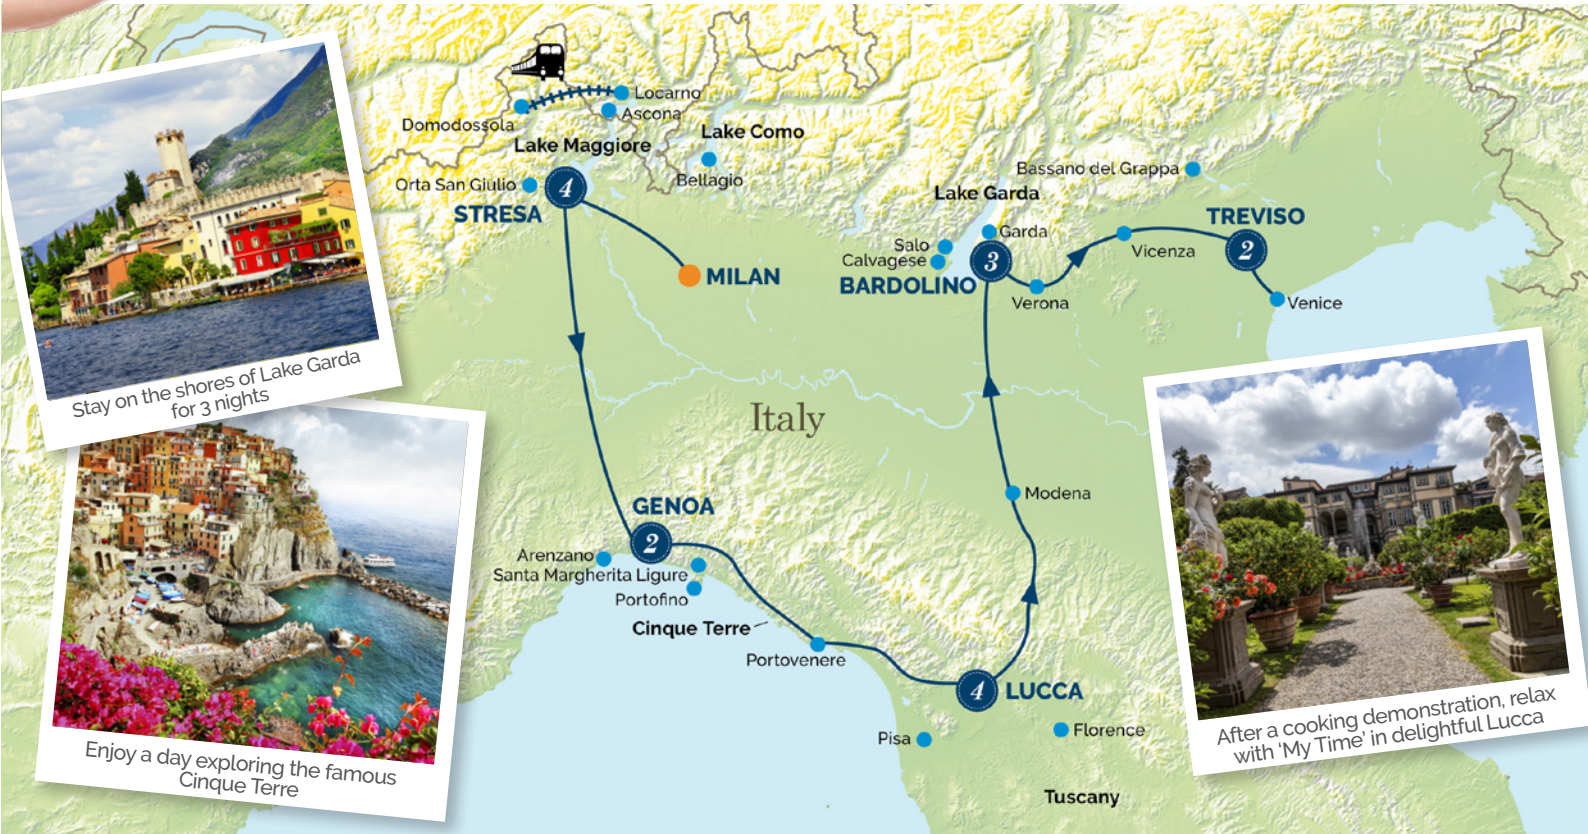 Locarno
Domodossola
Ascona
Lake Maggiore
Lake Como
Orta San Giulio
4
Bellagio
STRESA
MILAN
Bassano del Grappa
Lake Garda
TREVISO
Garda
Salo
Calvagese
3
Vicenza
2
BARDOLINO
Verona
Venice
Stay on the shores of Lake Garda
for 3 nights
Italy
Modena
GENOA
2
Arenzano
Santa Margherita Ligure
Portofino
Cinque Terre
Portovenere
4
LUCCA
Pisa
Florence
Tuscany
Enjoy a day exploring the famous
Cinque Terre
After a cooking demonstration, relax
with ‘My Time’ in delightful Lucca